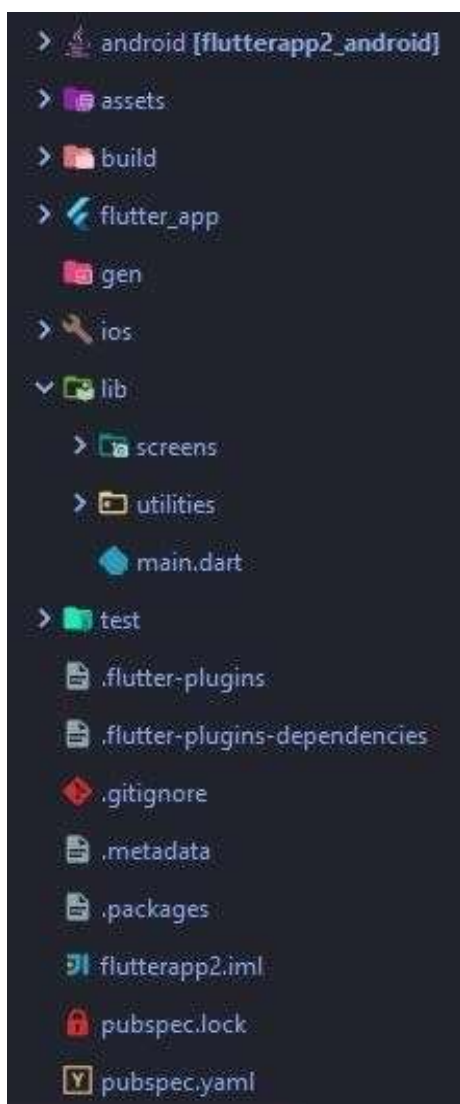 android [flutterapp2_android]
assets
build
flutter_app
gen
ios
lib
screens
utilities
main.dart
test
.flutter-plugins
.flutter-plugins-dependencies
.gitignore
.metadata
.packages
flutterapp2.iml
pubspec.lock
pubspec.yaml